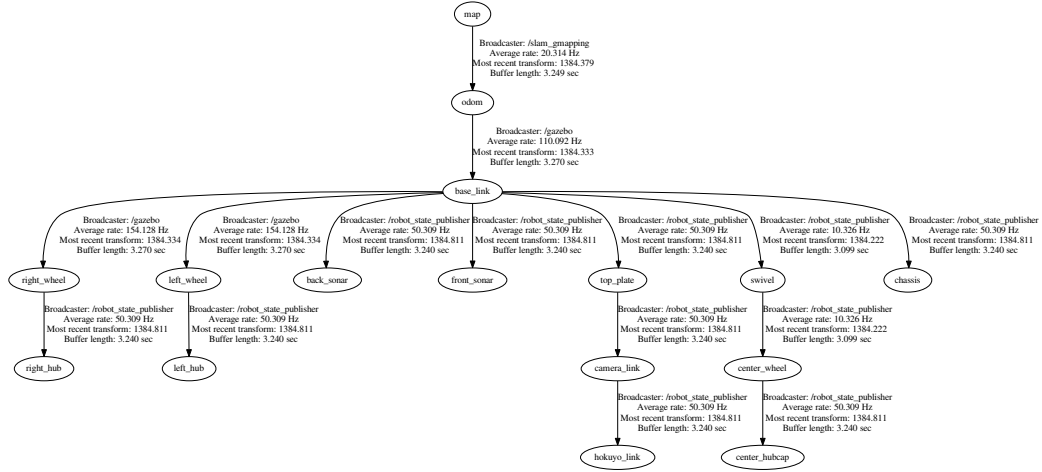 map
Broadcaster: /slam_gmapping
Average rate: 20.314 Hz
Most recent transform: 1384.379
Buffer length: 3.249 sec
odom
Broadcaster: /gazebo
Average rate: 110.092 Hz
Most recent transform: 1384.333
Buffer length: 3.270 sec
base_link
Broadcaster: /gazebo
Average rate: 154.128 Hz
Most recent transform: 1384.334
Buffer length: 3.270 sec
Broadcaster: /gazebo
Average rate: 154.128 Hz
Most recent transform: 1384.334
Buffer length: 3.270 sec
Broadcaster: /robot_state_publisher
Average rate: 50.309 Hz
Most recent transform: 1384.811
Buffer length: 3.240 sec
Broadcaster: /robot_state_publisher
Average rate: 50.309 Hz
Most recent transform: 1384.811
Buffer length: 3.240 sec
Broadcaster: /robot_state_publisher
Average rate: 50.309 Hz
Most recent transform: 1384.811
Buffer length: 3.240 sec
Broadcaster: /robot_state_publisher
Average rate: 10.326 Hz
Most recent transform: 1384.222
Buffer length: 3.099 sec
Broadcaster: /robot_state_publisher
Average rate: 50.309 Hz
Most recent transform: 1384.811
Buffer length: 3.240 sec
right_wheel
left_wheel
back_sonar
front_sonar
top_plate
swivel
chassis
Broadcaster: /robot_state_publisher
Average rate: 50.309 Hz
Most recent transform: 1384.811
Buffer length: 3.240 sec
Broadcaster: /robot_state_publisher
Average rate: 50.309 Hz
Most recent transform: 1384.811
Buffer length: 3.240 sec
Broadcaster: /robot_state_publisher
Average rate: 50.309 Hz
Most recent transform: 1384.811
Buffer length: 3.240 sec
Broadcaster: /robot_state_publisher
Average rate: 10.326 Hz
Most recent transform: 1384.222
Buffer length: 3.099 sec
right_hub
left_hub
camera_link
center_wheel
Broadcaster: /robot_state_publisher
Average rate: 50.309 Hz
Most recent transform: 1384.811
Buffer length: 3.240 sec
Broadcaster: /robot_state_publisher
Average rate: 50.309 Hz
Most recent transform: 1384.811
Buffer length: 3.240 sec
hokuyo_link
center_hubcap